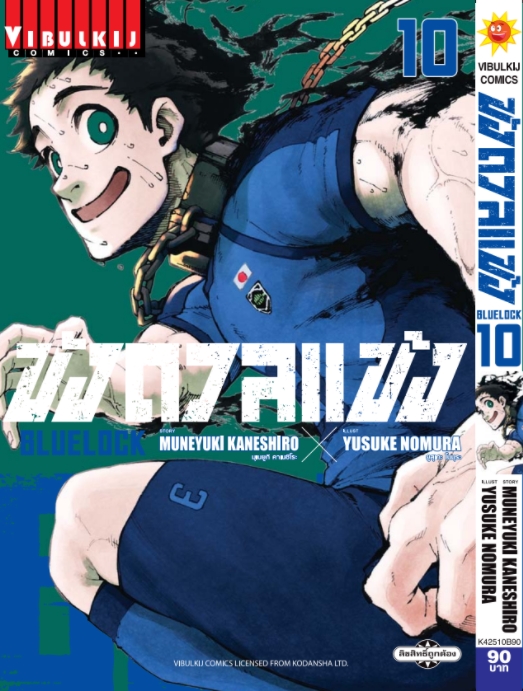 VIBULKIJ
COMICS
10
ขังดวลแข้ง
BLUELOCK
STORY
MUNEYUKI KANESHIRO
มุเนยูกิ คาเนชิโระ
ILLUST
YUSUKE NOMURA
3
ลิขสิทธิ์ถูกต้อง
VIBULKIJ COMICS LICENSED FROM KODANSHA LTD.
VIBULKIJ
COMICS
ขังดวลแข้ง
BLUELOCK
10
STORY
MUNEYUKI KANESHIRO
ILLUST
YUSUKE NOMURA
K42510B90
90
บาท